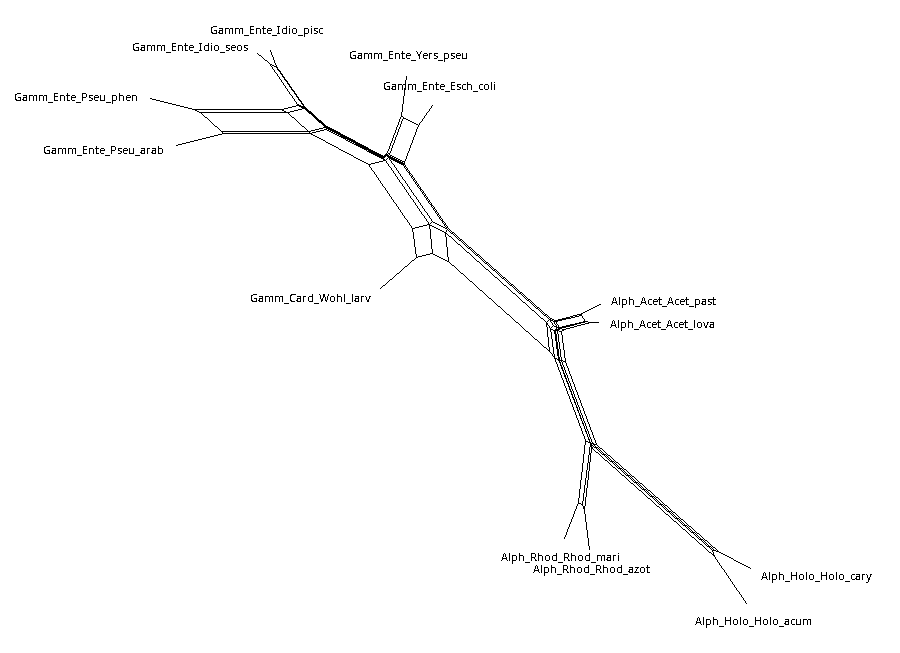 Gamm_Ente_Idio_pisc
Gamm_Ente_Idio_seos
Gamm_Ente_Yers_pseu
Gamm_Ente_Esch_coli
Gamm_Ente_Pseu_phen
Gamm_Ente_Pseu_arab
Gamm_Card_Wohl_larv
Alph_Acet_Acet_past
Alph_Acet_Acet_lova
Alph_Rhod_Rhod_mari
Alph_Rhod_Rhod_azot
Alph_Holo_Holo_cary
Alph_Holo_Holo_acum